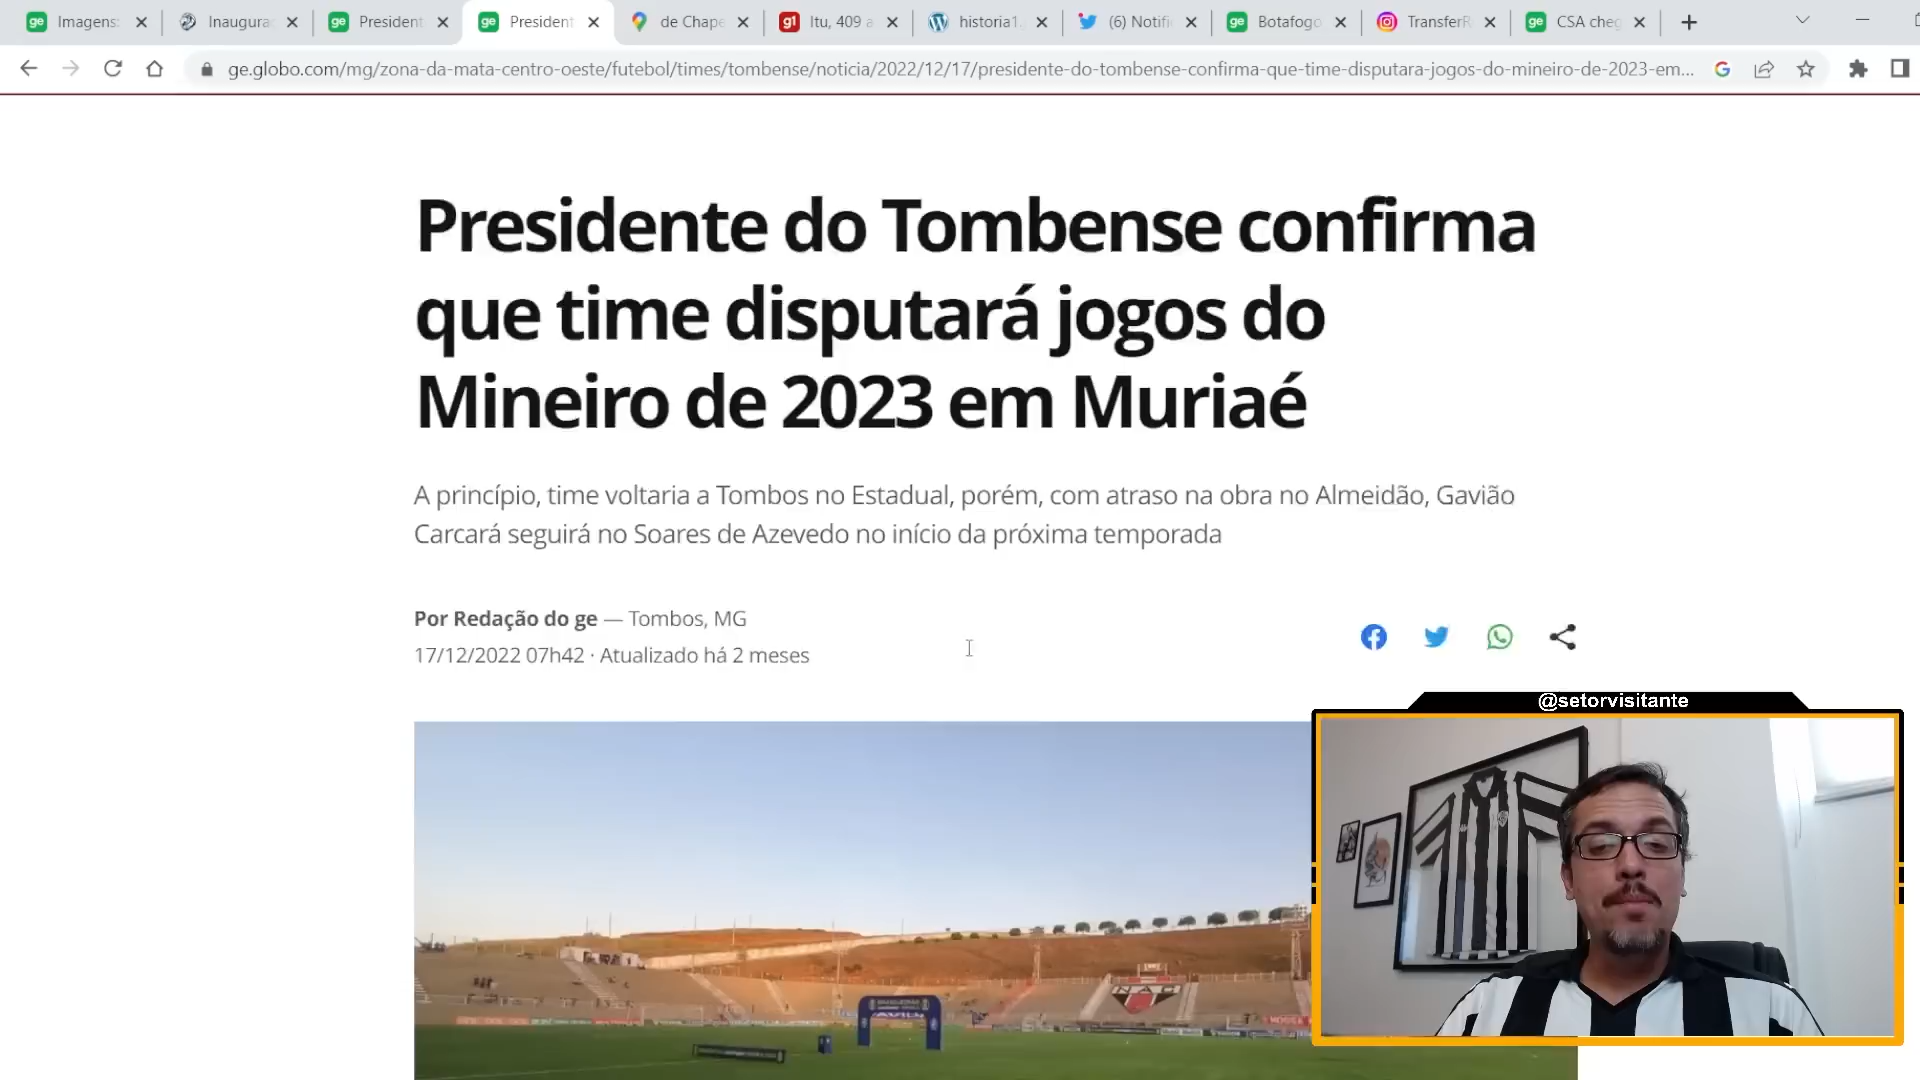 Imagens:
Inaugura
President
President
de Chape
Itu, 409 a
historia1.
(6) Notifi
Botafogo
TransferR
CSA cheg
ge.globo.com/mg/zona-da-mata-centro-oeste/futebol/times/tombense/noticia/2022/12/17/presidente-do-tombense-confirma-que-time-disputara-jogos-do-mineiro-de-2023-em...
Presidente do Tombense confirma
que time disputará jogos do
Mineiro de 2023 em Muriaé
A princípio, time voltaria a Tombos no Estadual, porém, com atraso na obra no Almeidão, Gavião
Carcará seguirá no Soares de Azevedo no início da próxima temporada
Por Redação do ge — Tombos, MG
17/12/2022 07h42 · Atualizado há 2 meses
@setorvisitante
NAC